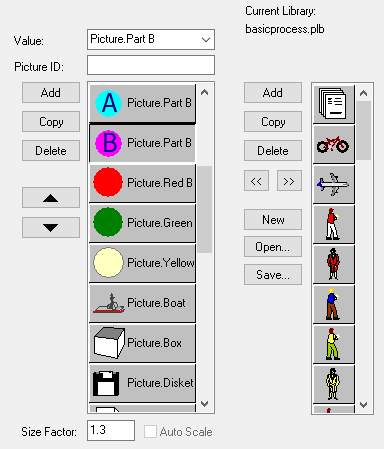 Current Library:
basicprocess.plb
Value:
Picture.Part B
Picture ID:
Add
Copy
Delete
A Picture.Part B
B Picture.Part B
Picture.Red B
Picture.Green
Picture.Yellow
Picture.Boat
Picture.Box
Picture.Disket
Add
Copy
Delete
<< >>
New
Open...
Save...
Size Factor: 1.3 Auto Scale